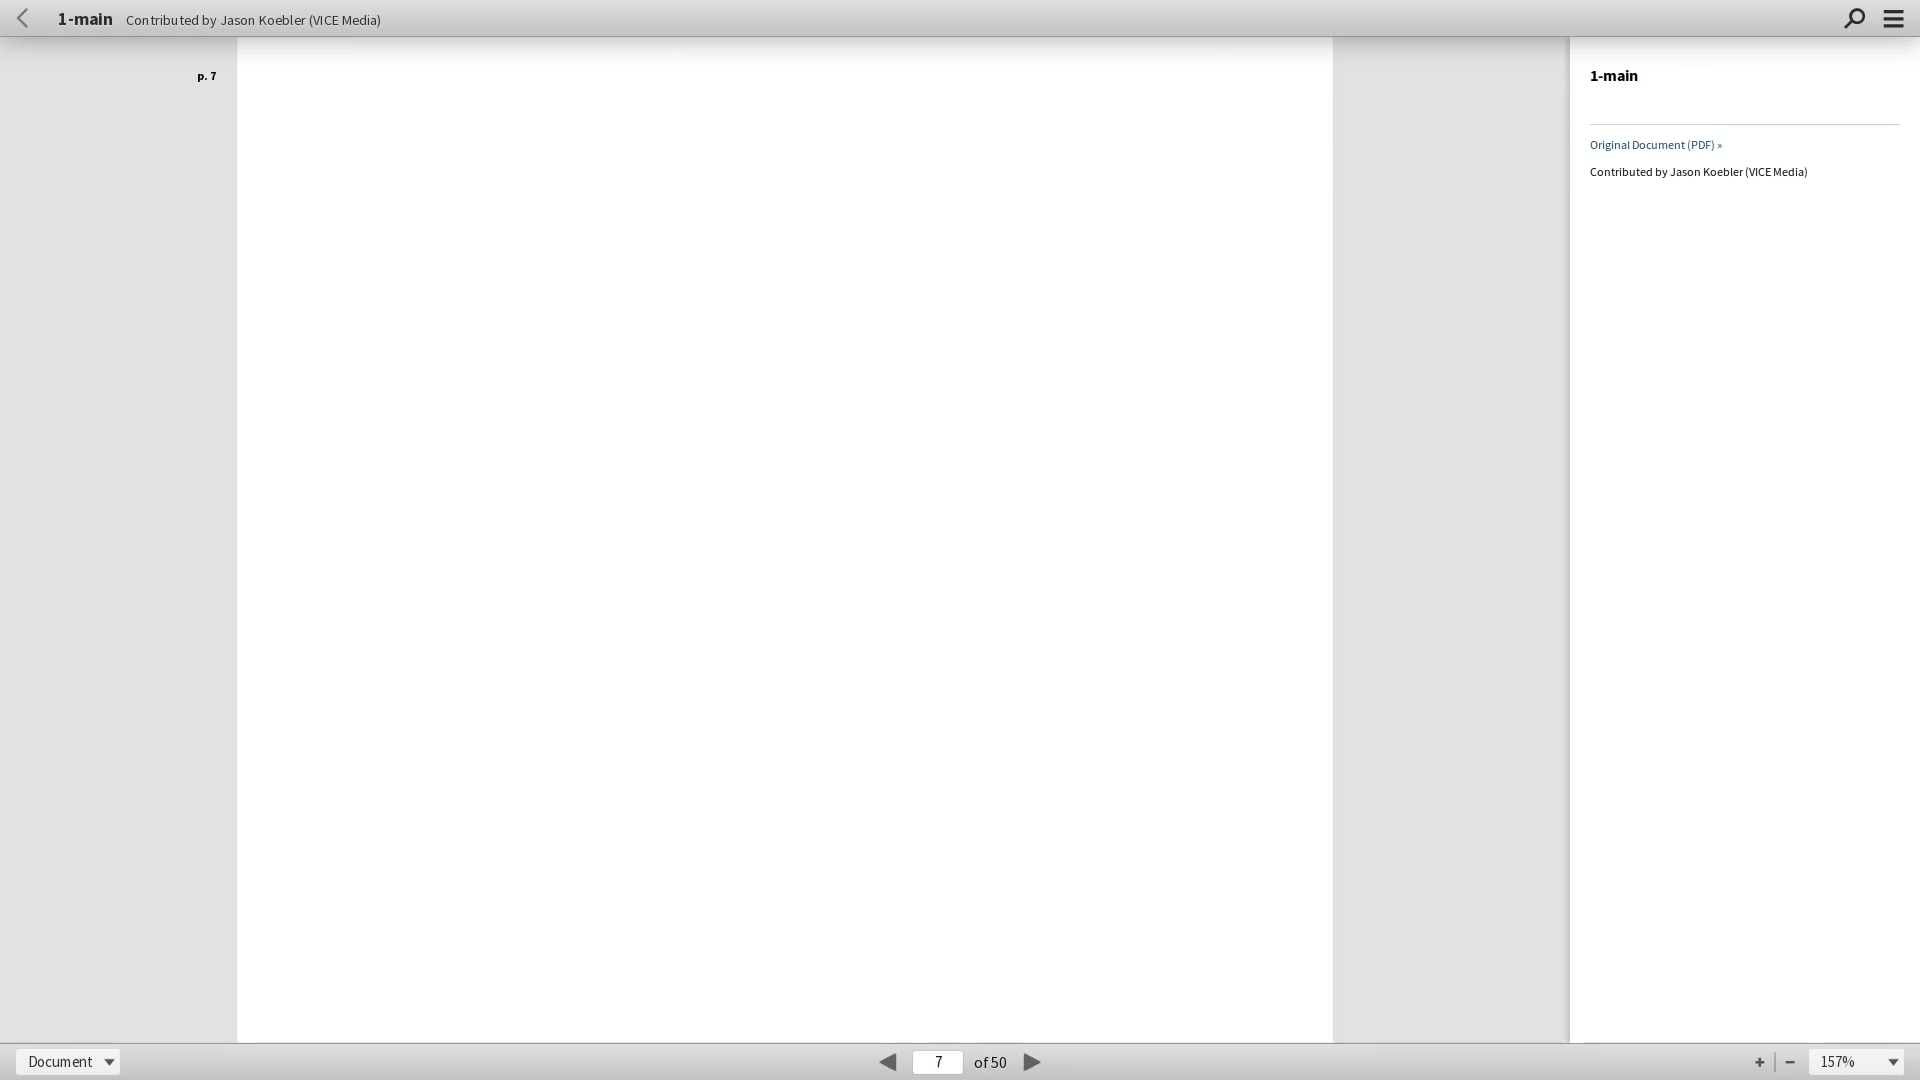 1-main Contributed by Jason Koebler (VICE Media)
p. 7
1-main
Original Document (PDF) »
Contributed by Jason Koebler (VICE Media)
Document
7 of 50
+ | − 157%